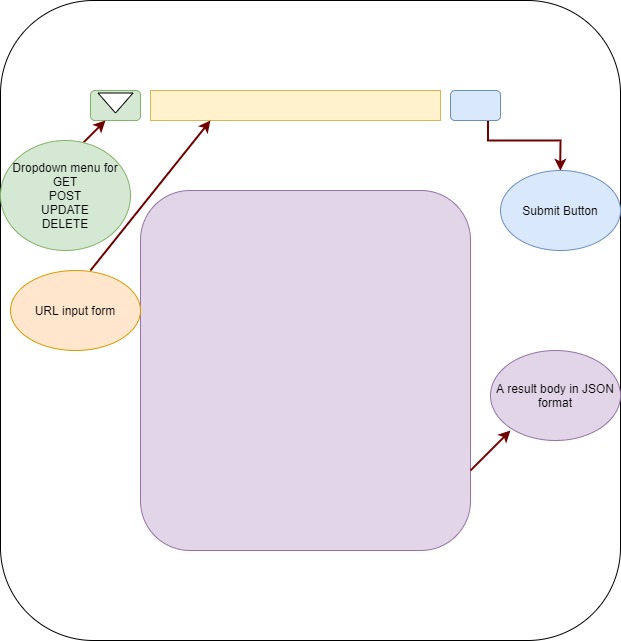 Dropdown menu for
GET
POST
UPDATE
DELETE
Submit Button
URL input form
A result body in JSON
format